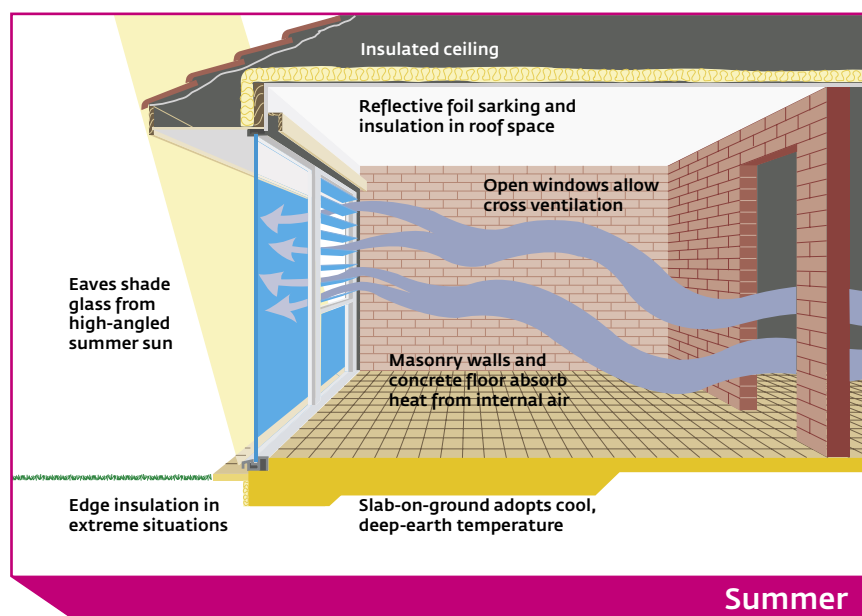 Insulated ceiling
Reflective foil sarking and
insulation in roof space
Open windows allow
cross ventilation
Eaves shade
glass from
high-angled
summer sun
Masonry walls and
concrete floor absorb
heat from internal air
Edge insulation in
extreme situations
Slab-on-ground adopts cool,
deep-earth temperature
Summer